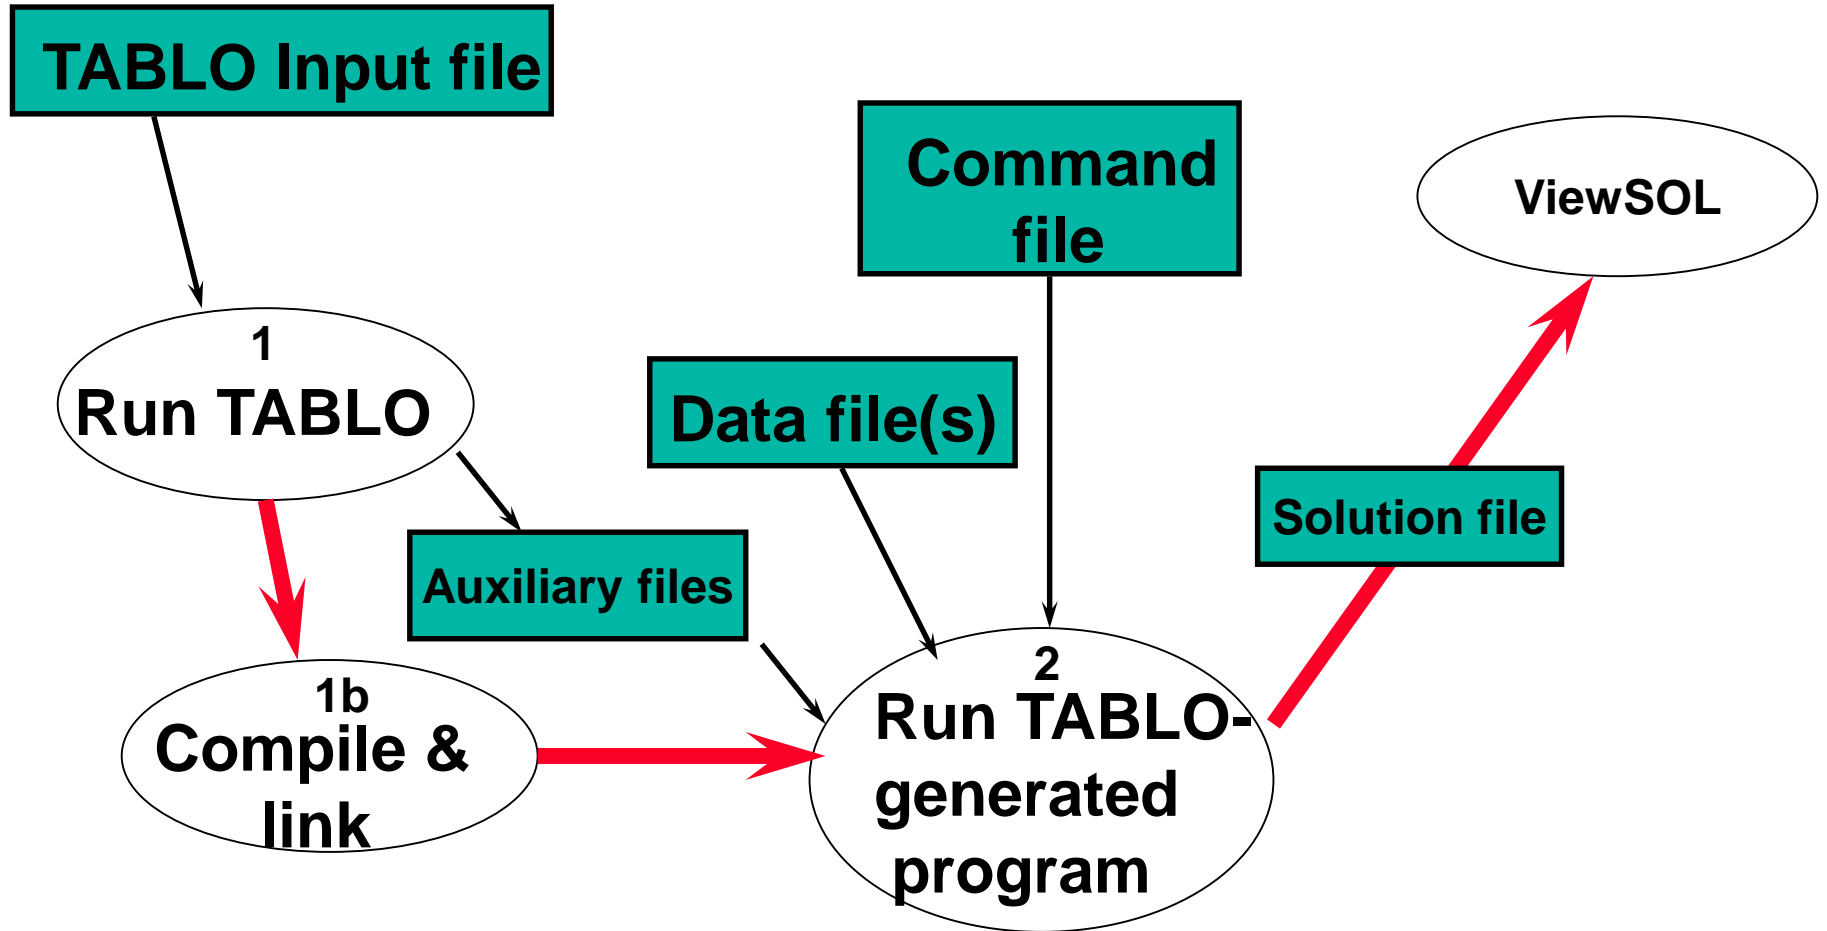 TABLO Input file
Command
file
ViewSOL
1
Run TABLO
Data file(s)
Solution file
Auxiliary files
1b
Compile &
link
2
Run TABLO-
generated
program